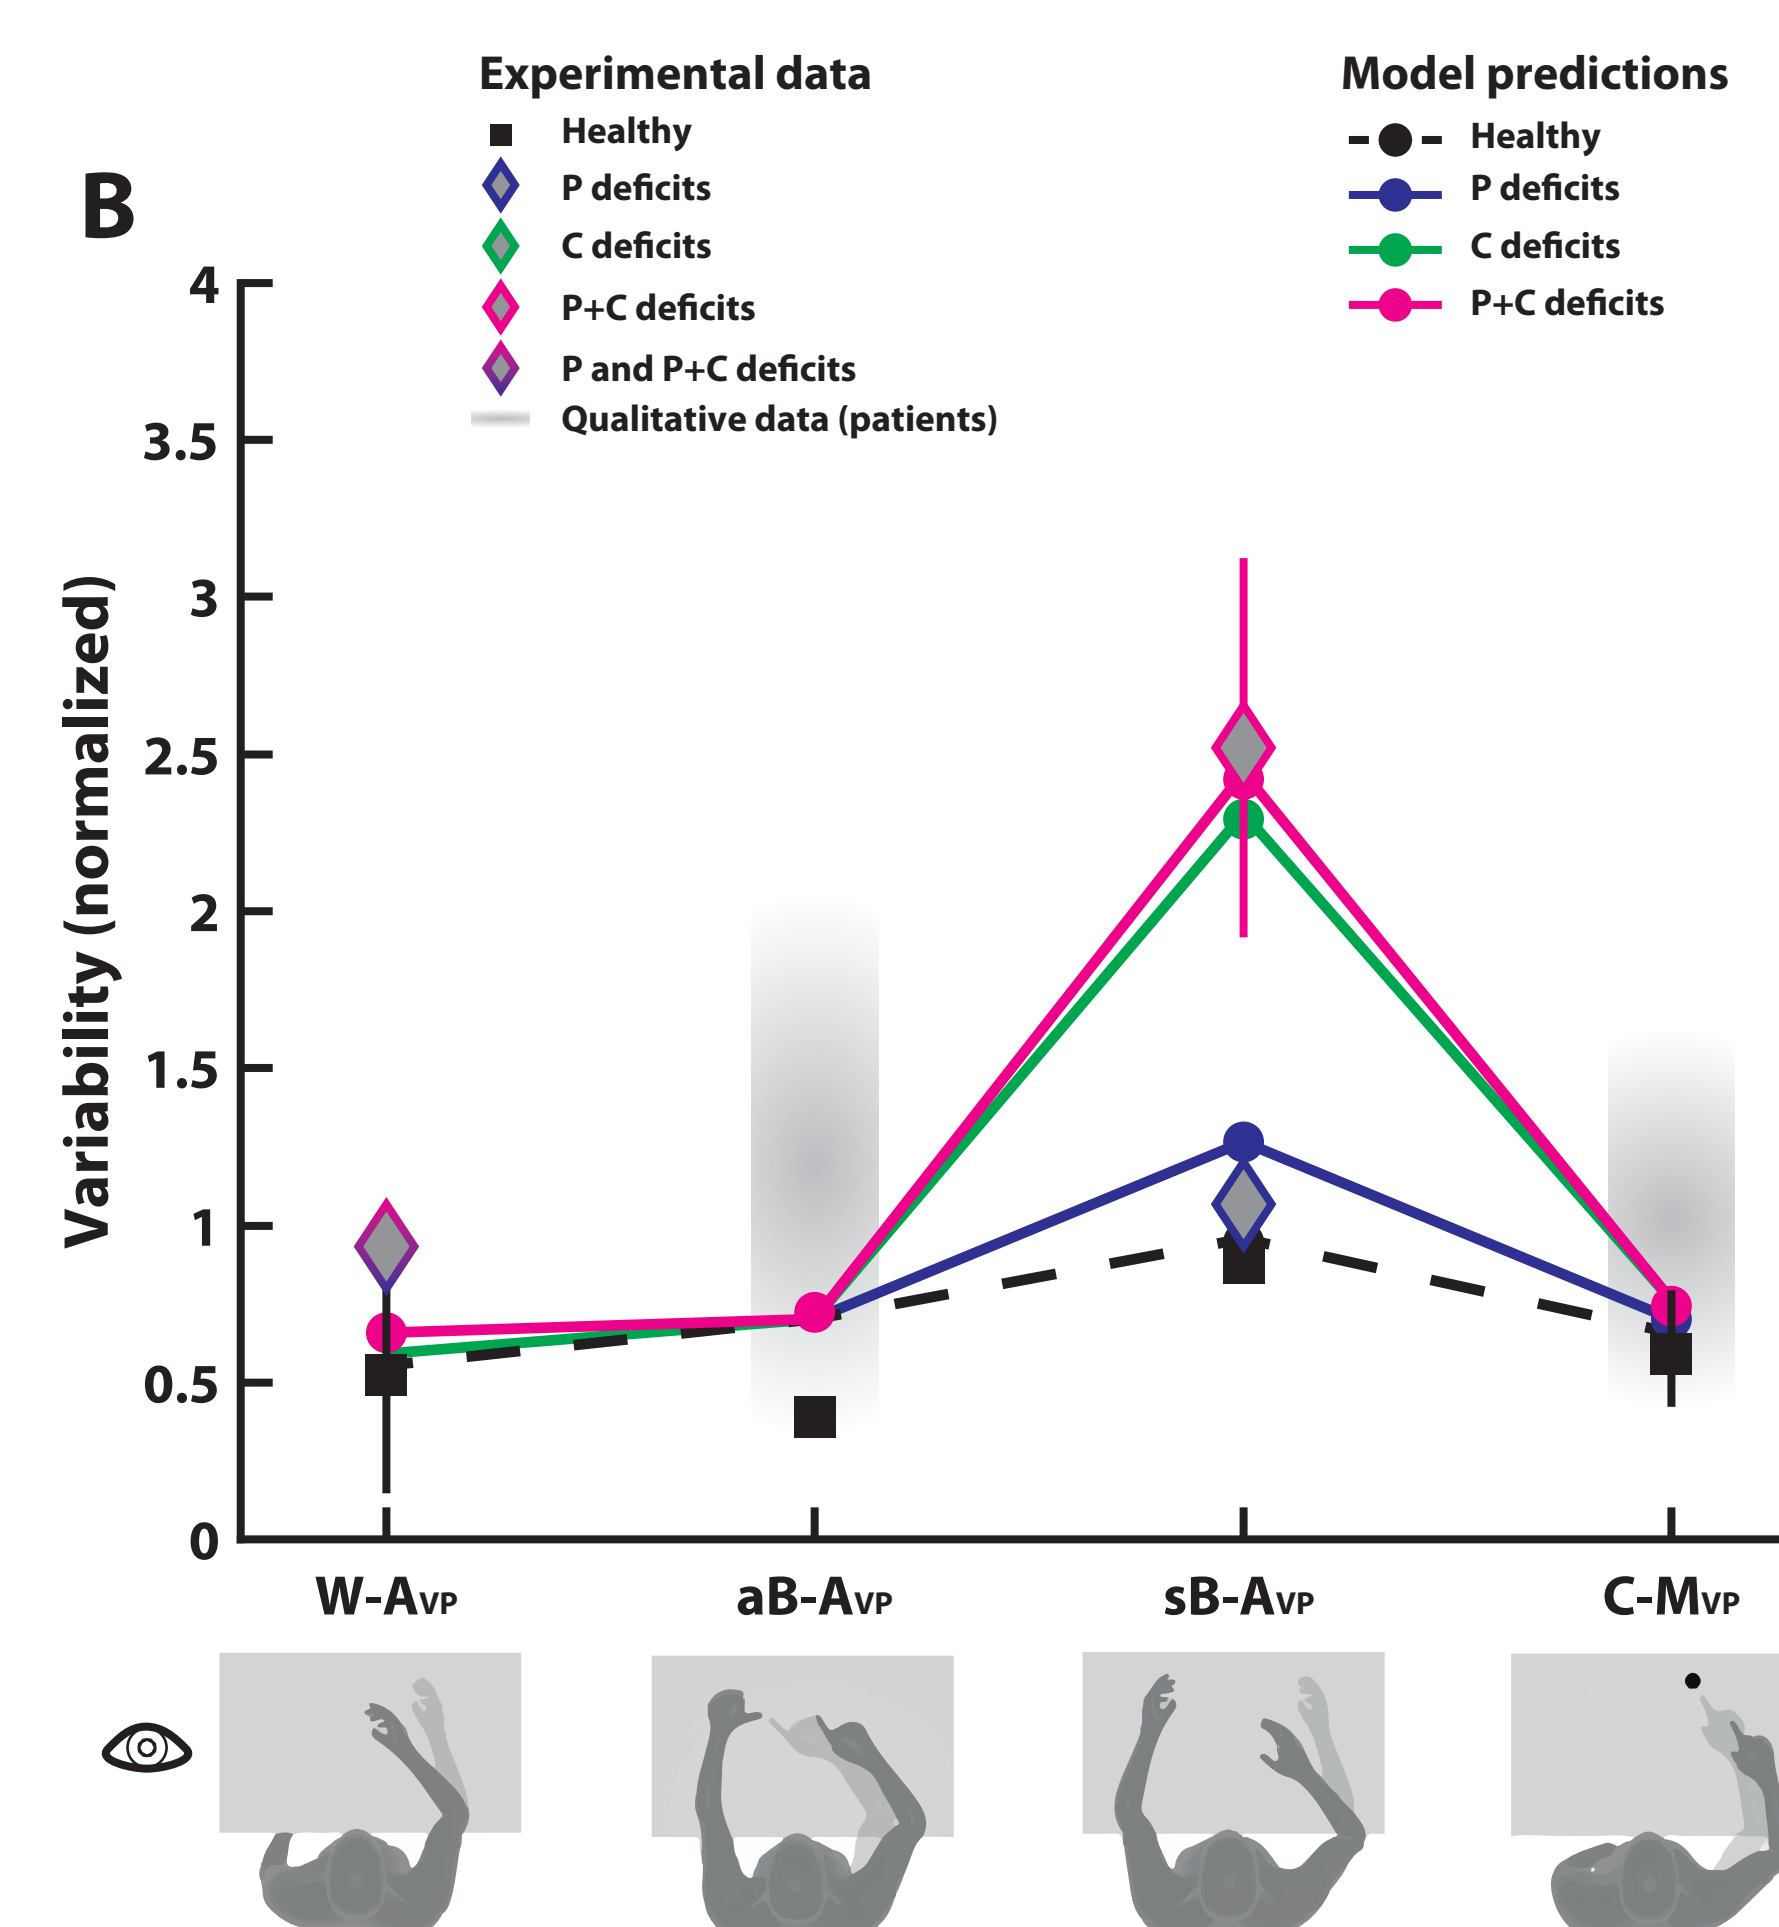 Experimental data
Healthy
P deficits
C deficits
P+C deficits
P and P+C deficits
Qualitative data (patients)
Model predictions
Healthy
P deficits
C deficits
P+C deficits
B
Variability (normalized)
4
3.5
3
2.5
2
1.5
1
0.5
0
W-AVP
aB-AVP
sB-AVP
C-MVP